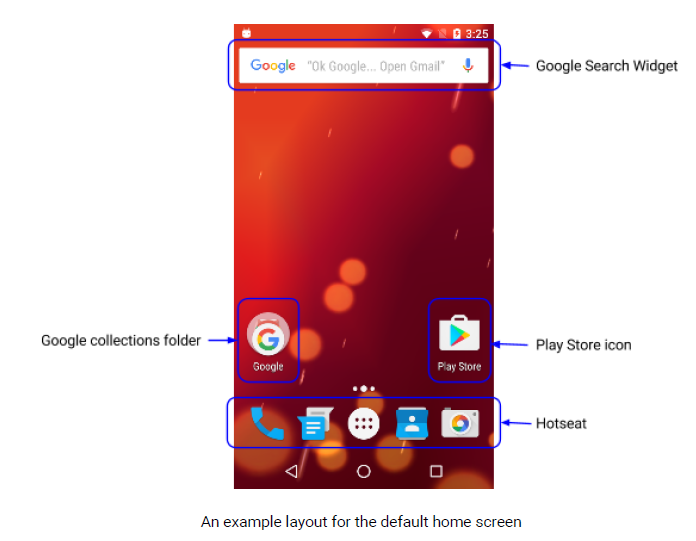 3:25
Google "Ok Google... Open Gmail"
Google Search Widget
Google collections folder
Google
Play Store
Play Store icon
Hotseat
An example layout for the default home screen